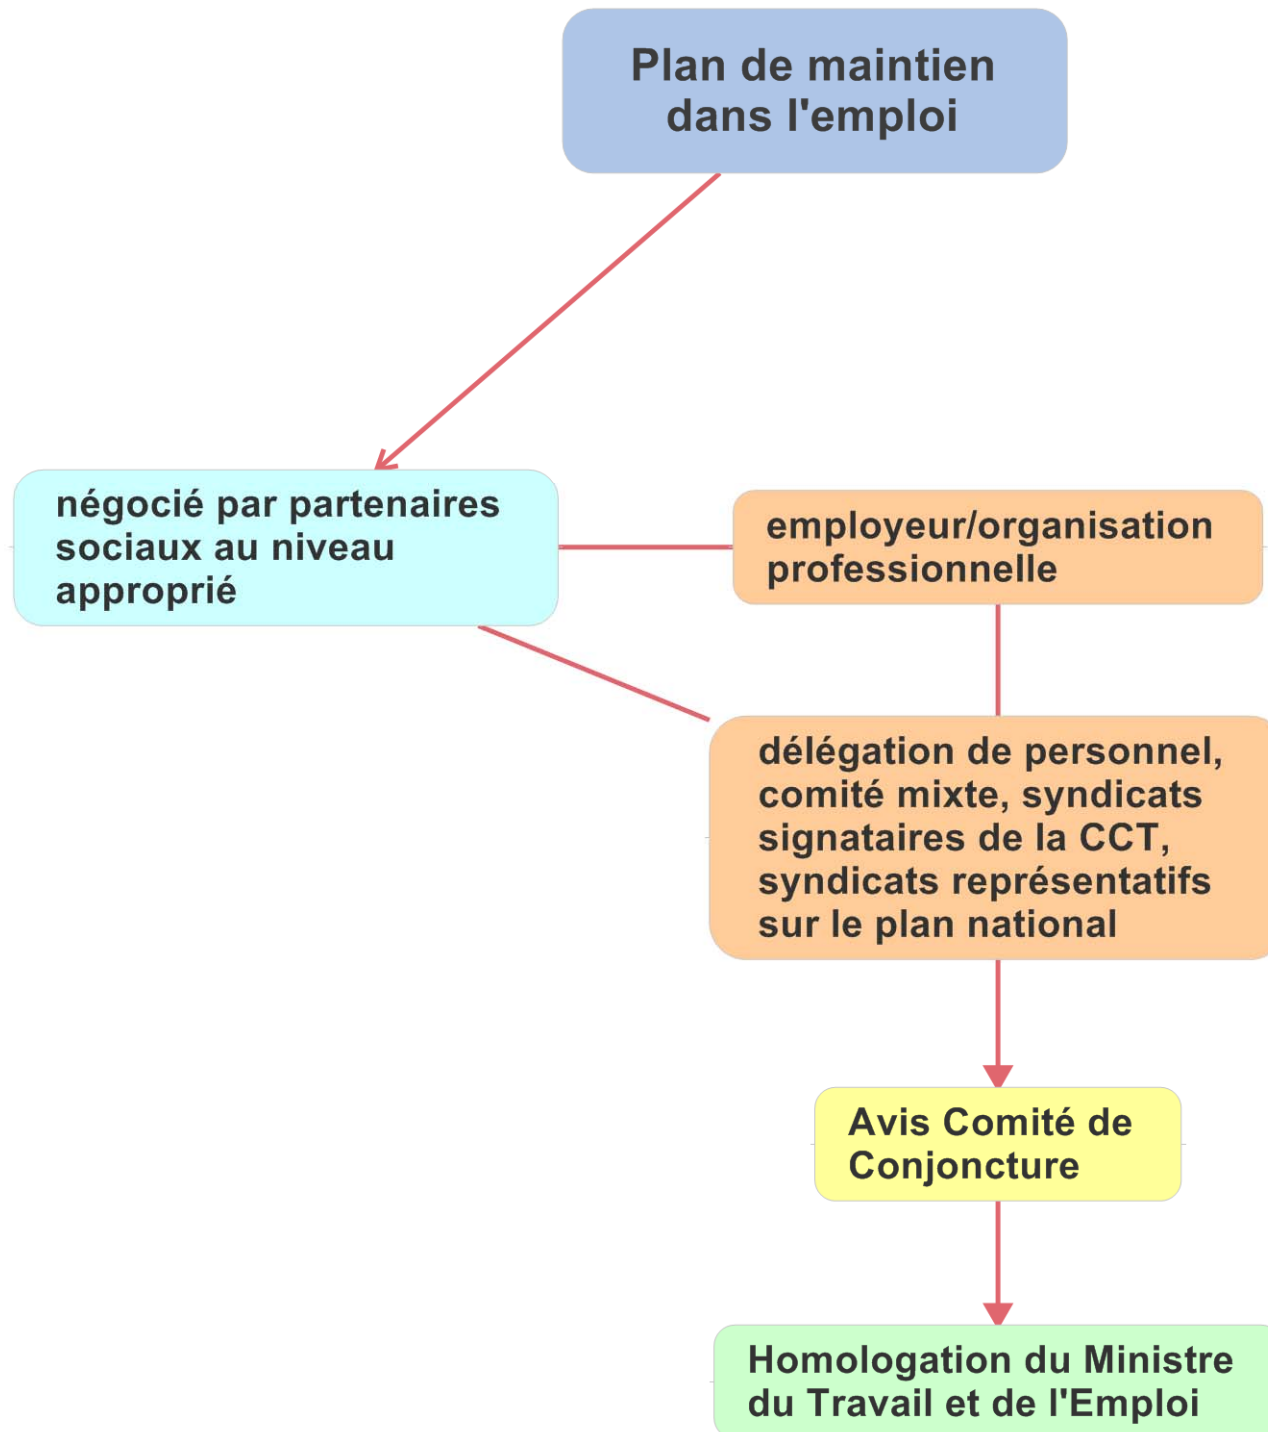 Plan de maintien
dans l'emploi
négocié par partenaires
sociaux au niveau
approprié
employeur/organisation
professionnelle
délégation de personnel,
comité mixte, syndicats
signataires de la CCT,
syndicats représentatifs
sur le plan national
Avis Comité de
Conjoncture
Homologation du Ministre
du Travail et de l'Emploi